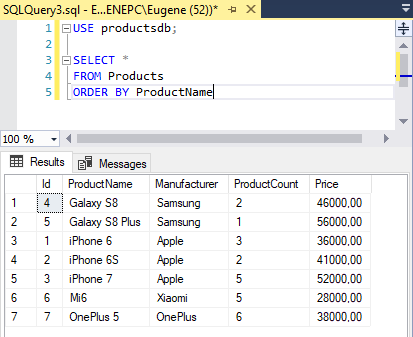 SQLQuery3.sql - E...ENEPC\Eugene (52))*
1 USE productsdb;
2
3 SELECT *
4 FROM Products
5 ORDER BY ProductName
100 %
Results Messages
Id ProductName Manufacturer ProductCount Price
1 4 Galaxy S8 Samsung 2 46000,00
2 5 Galaxy S8 Plus Samsung 1 56000,00
3 1 iPhone 6 Apple 3 36000,00
4 2 iPhone 6S Apple 2 41000,00
5 3 iPhone 7 Apple 5 52000,00
6 6 Mi6 Xiaomi 5 28000,00
7 7 OnePlus 5 OnePlus 6 38000,00